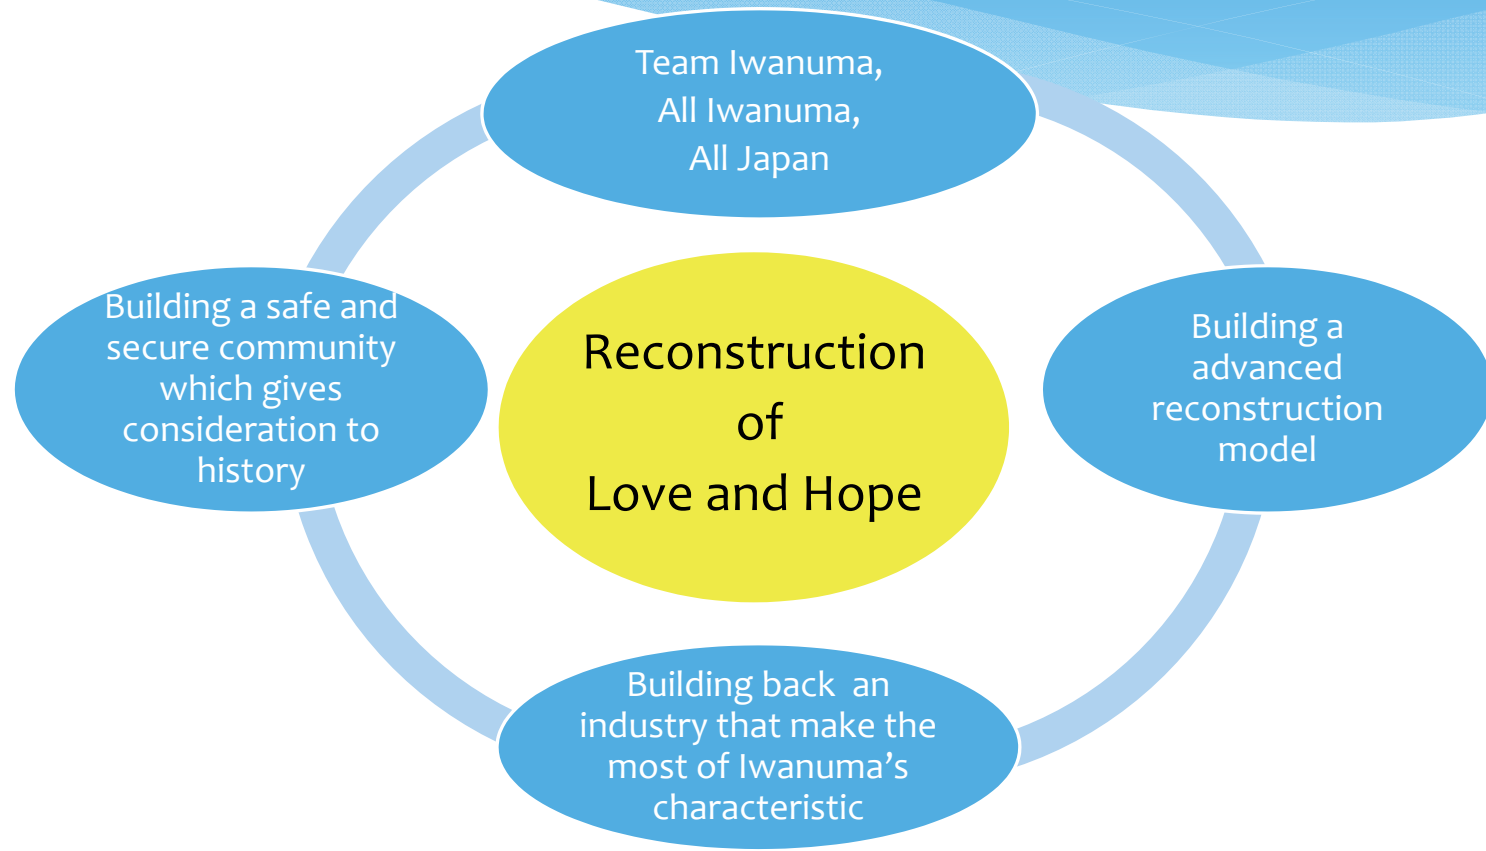 Team Iwanuma,
All Iwanuma,
All Japan
Building a safe and
secure community
which gives
consideration to
history
Reconstruction
of
Love and Hope
Building a
advanced
reconstruction
model
Building back  an
industry that make the
most of Iwanuma’s
characteristic